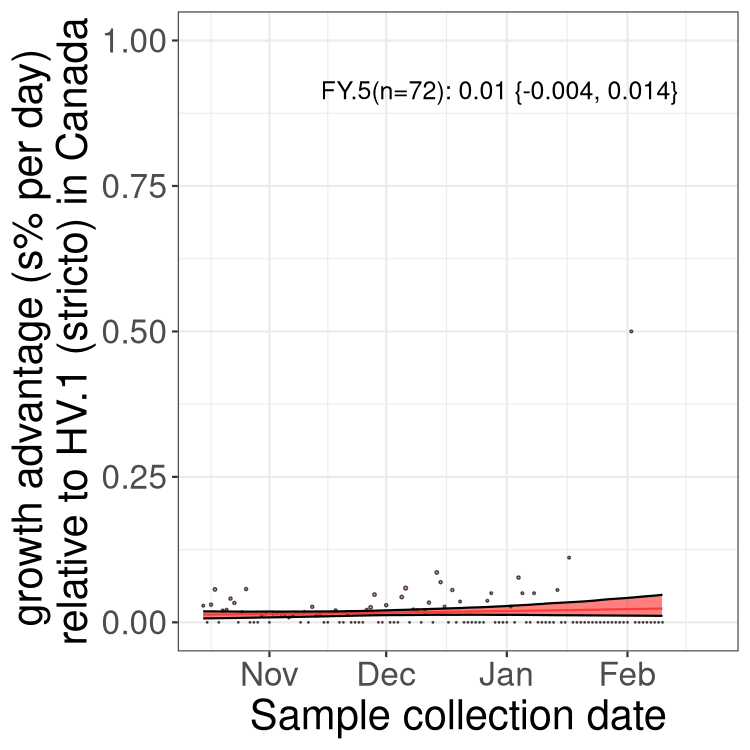 growth advantage (s% per day)
relative to HV.1 (stricto) in Canada
1.00
0.75
0.50
0.25
0.00
FY.5(n=72): 0.01 {-0.004, 0.014}
Nov Dec Jan Feb
Sample collection date